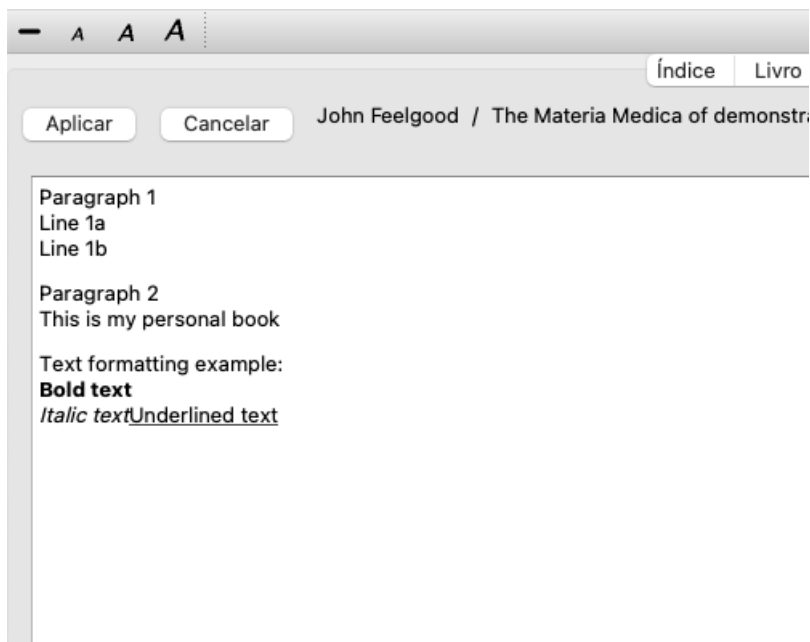 A A A
Índice Livro
Aplicar Cancelar John Feelgood / The Materia Medica of demonstra
Paragraph 1
Line 1a
Line 1b
Paragraph 2
This is my personal book
Text formatting example:
Bold text
Italic textUnderlined text